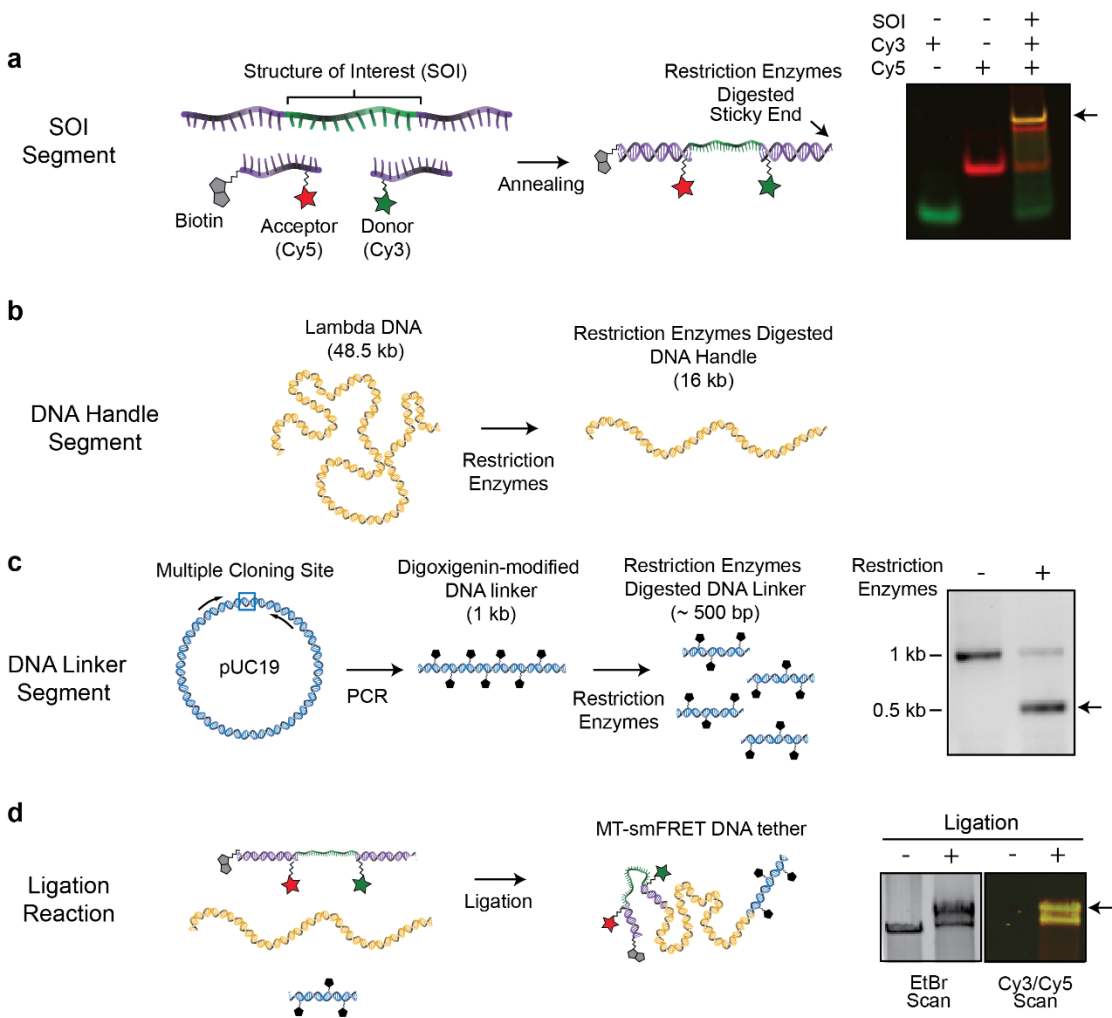 a
SOI
Segment
Structure of Interest (SOI)
Biotin
Acceptor
(Cy5)
Donor
(Cy3)
Annealing
Restriction Enzymes
Digested
Sticky End
SOI - - +
Cy3 + - +
Cy5 - + +
b
DNA Handle
Segment
Lambda DNA
(48.5 kb)
Restriction
Enzymes
Restriction Enzymes Digested
DNA Handle
(16 kb)
c
DNA Linker
Segment
Multiple Cloning Site
pUC19
PCR
Digoxigenin-modified
DNA linker
(1 kb)
Restriction
Enzymes
Restriction Enzymes
Digested DNA Linker
(~ 500 bp)
Restriction
Enzymes
- +
1 kb
0.5 kb
d
Ligation
Reaction
Ligation
MT-smFRET DNA tether
Ligation
- + - +
EtBr
Scan
Cy3/Cy5
Scan